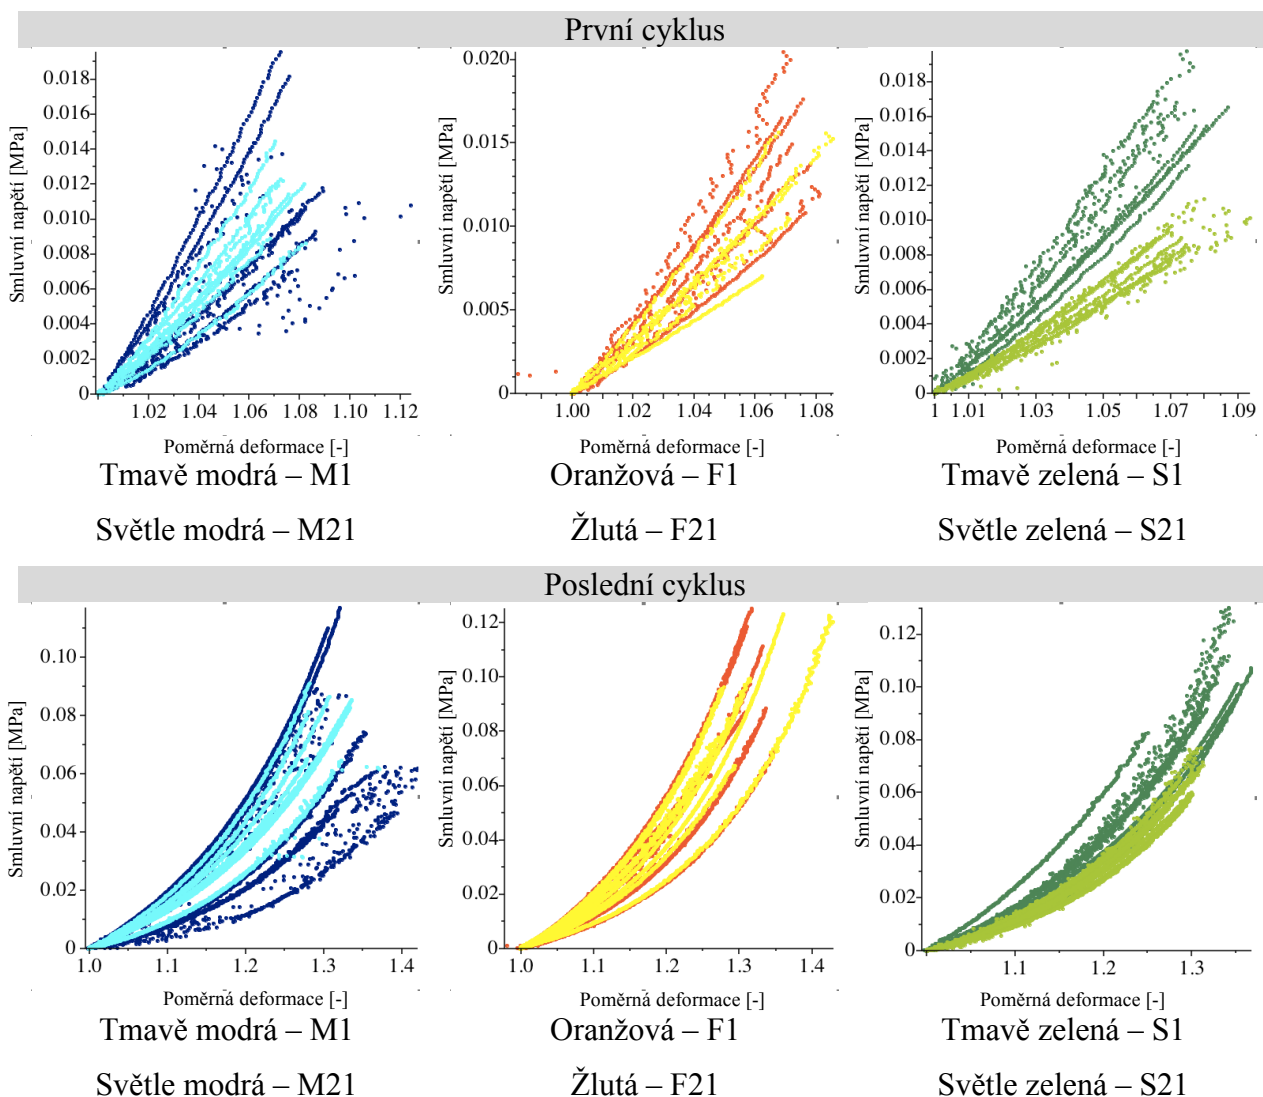 První cyklus
Smluvní napětí [MPa]
0.018
0.016
0.014
0.012
0.010
0.008
0.006
0.004
0.002
0
1.02 1.04 1.06 1.08 1.10 1.12
Poměrná deformace [-]
Tmavě modrá – M1
Světle modrá – M21
Smluvní napětí [MPa]
0.020
0.015
0.010
0.005
0
1.00 1.02 1.04 1.06 1.08
Poměrná deformace [-]
Oranžová – F1
Žlutá – F21
Smluvní napětí [MPa]
0.018
0.016
0.014
0.012
0.010
0.008
0.006
0.004
0.002
0
1 1.01 1.03 1.05 1.07 1.09
Poměrná deformace [-]
Tmavě zelená – S1
Světle zelená – S21
Poslední cyklus
Smluvní napětí [MPa]
0.10
0.08
0.06
0.04
0.02
0
1.0 1.1 1.2 1.3 1.4
Poměrná deformace [-]
Tmavě modrá – M1
Světle modrá – M21
Smluvní napětí [MPa]
0.12
0.10
0.08
0.06
0.04
0.02
0
1.0 1.1 1.2 1.3 1.4
Poměrná deformace [-]
Oranžová – F1
Žlutá – F21
Smluvní napětí [MPa]
0.12
0.10
0.08
0.06
0.04
0.02
0
1.1 1.2 1.3
Poměrná deformace [-]
Tmavě zelená – S1
Světle zelená – S21